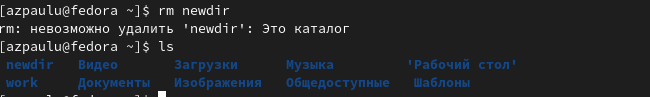 [azpaulu@fedora ~]$ rm newdir
rm: невозможно удалить 'newdir': Это каталог
[azpaulu@fedora ~]$ ls
newdir Видео Загрузки Музыка 'Рабочий стол'
work Документы Изображения Общедоступные Шаблоны